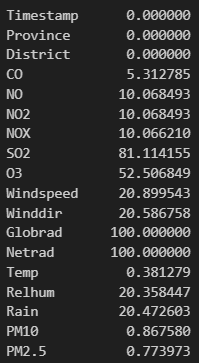 Timestamp 0.000000
Province 0.000000
District 0.000000
CO 5.312785
NO 10.068493
NO2 10.068493
NOX 10.066210
SO2 81.114155
O3 52.506849
Windspeed 20.899543
Winddir 20.586758
Globrad 100.000000
Netrad 100.000000
Temp 0.381279
Relhum 20.358447
Rain 20.472603
PM10 0.867580
PM2.5 0.773973